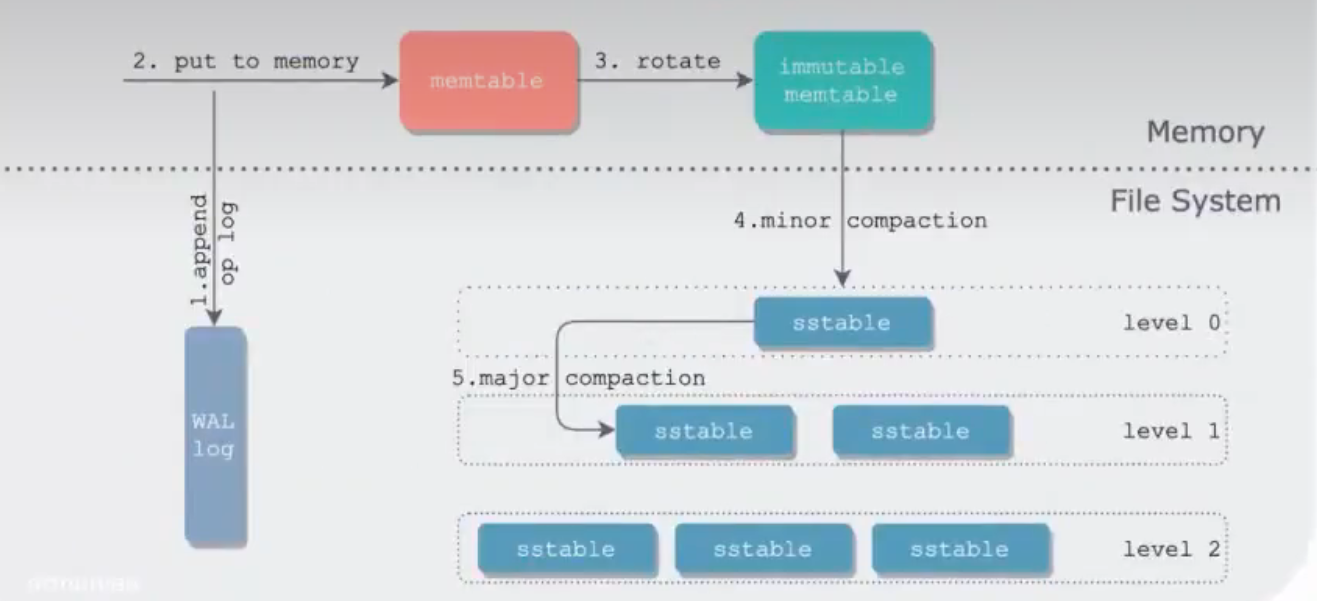 2. put to memory
memtable
3. rotate
immutable
memtable
Memory
File System
1.append
op log
4.minor compaction
WAL
log
sstable
level 0
5.major compaction
sstable
sstable
level 1
sstable
sstable
sstable
level 2